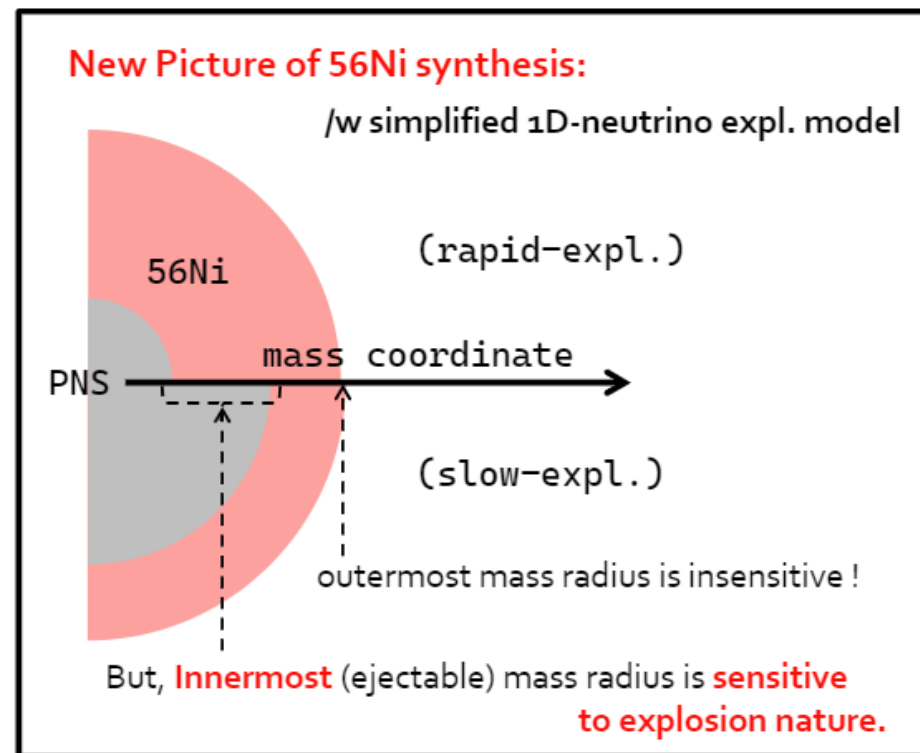 New Picture of 56Ni synthesis:
/w simplified 1D-neutrino expl. model
(rapid-expl.)
56Ni
mass coordinate
PNS
(slow-expl.)
outermost mass radius is insensitive !
But, Innermost (ejectable) mass radius is sensitive
to explosion nature.